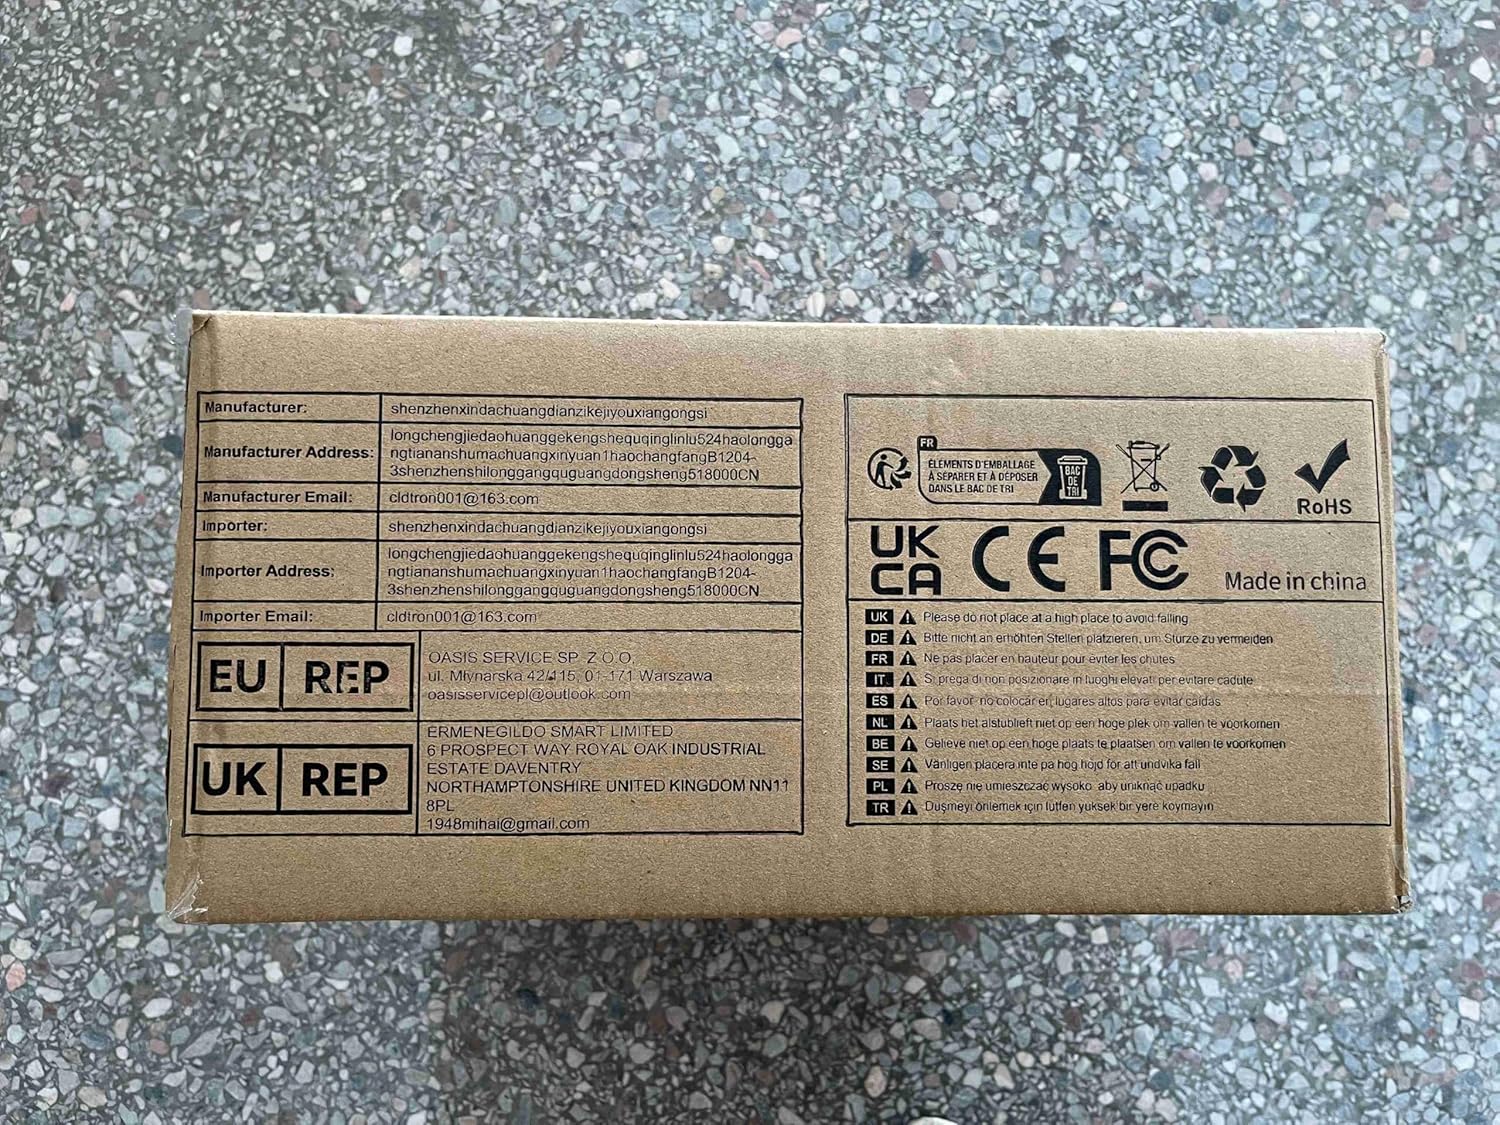 Manufacturer: shenzhenxindachuangdianzikejiyouxiangongsi
Manufacturer Address: longchengjiedaohuanggekengshequqinglinlu524haolongga
ngtiananshumachuangxinyuan1haochangfangB1204-
3shenzhenshilonggangquguangdongsheng518000CN
Manufacturer Email: cldtron001@163.com
Importer: shenzhenxindachuangdianzikejiyouxiangongsi
Importer Address: longchengjiedaohuanggekengshequqinglinlu524haolongga
ngtiananshumachuangxinyuan1haochangfangB1204-
3shenzhenshilonggangquguangdongsheng518000CN
Importer Email: cldtron001@163.com
EU REP
OASIS SERVICE SP. Z O.O.
ul. Młynarska 42/115, 01-171 Warszawa
oasisservicepl@outlook.com
UK REP
ERMENEGILDO SMART LIMITED
6 PROSPECT WAY ROYAL OAK INDUSTRIAL
ESTATE DAVENTRY
NORTHAMPTONSHIRE UNITED KINGDOM NN11
8PL
1948mihai@gmail.com
FR
ÉLÉMENTS D'EMBALLAGE
À SÉPARER ET À DÉPOSER
DANS LE BAC DE TRI
BAC
DE
TRI
RoHS
UK
CA
CE FC
Made in china
UK Please do not place at a high place to avoid falling
DE Bitte nicht an erhöhten Stellen platzieren, um Stürze zu vermeiden
FR Ne pas placer en hauteur pour éviter les chutes
IT Si prega di non posizionare in luoghi elevati per evitare cadute
ES Por favor no colocar en lugares altos para evitar caídas
NL Plaats het alstublieft niet op een hoge plek om vallen te voorkomen
BE Gelieve niet op een hoge plaats te plaatsen om vallen te voorkomen
SE Vänligen placera inte på hög höjd för att undvika fall
PL Proszę nie umieszczać wysoko, aby uniknąć upadku
TR Düşmeyi önlemek için lütfen yüksek bir yere koymayın